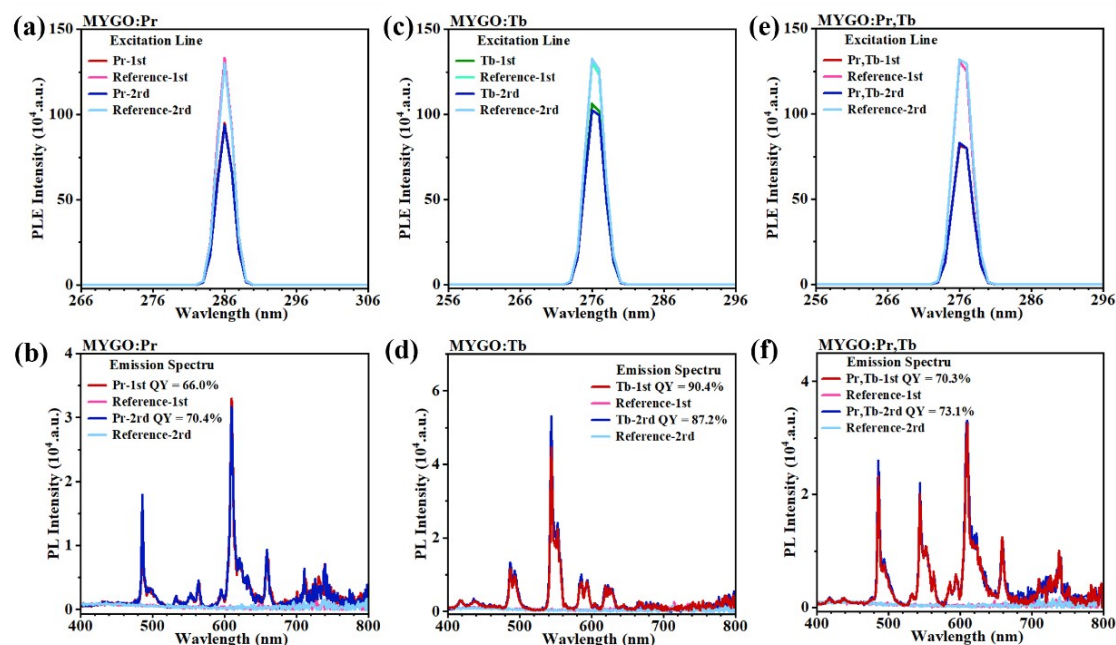 (a) MYGO:Pr
Excitation Line
Pr-1st
Reference-1st
Pr-2rd
Reference-2rd
PLE Intensity (10⁴.a.u.)
150
100
50
0
266 276 286 296 306
Wavelength (nm)
(c) MYGO:Tb
Excitation Line
Tb-1st
Reference-1st
Tb-2rd
Reference-2rd
PLE Intensity (10⁴.a.u.)
150
100
50
0
256 266 276 286 296
Wavelength (nm)
(e) MYGO:Pr,Tb
Excitation Line
Pr,Tb-1st
Reference-1st
Pr,Tb-2rd
Reference-2rd
PLE Intensity (10⁴.a.u.)
150
100
50
0
256 266 276 286 296
Wavelength (nm)
(b) MYGO:Pr
Emission Spectru
Pr-1st QY = 66.0%
Reference-1st
Pr-2rd QY = 70.4%
Reference-2rd
PL Intensity (10⁴.a.u.)
4
3
2
1
0
400 500 600 700 800
Wavelength (nm)
(d) MYGO:Tb
Emission Spectru
Tb-1st QY = 90.4%
Reference-1st
Tb-2rd QY = 87.2%
Reference-2rd
PL Intensity (10⁴.a.u.)
6
4
2
0
400 500 600 700 800
Wavelength (nm)
(f) MYGO:Pr,Tb
Emission Spectru
Pr,Tb-1st QY = 70.3%
Reference-1st
Pr,Tb-2rd QY = 73.1%
Reference-2rd
PL Intensity (10⁴.a.u.)
4
2
0
400 500 600 700 800
Wavelength (nm)